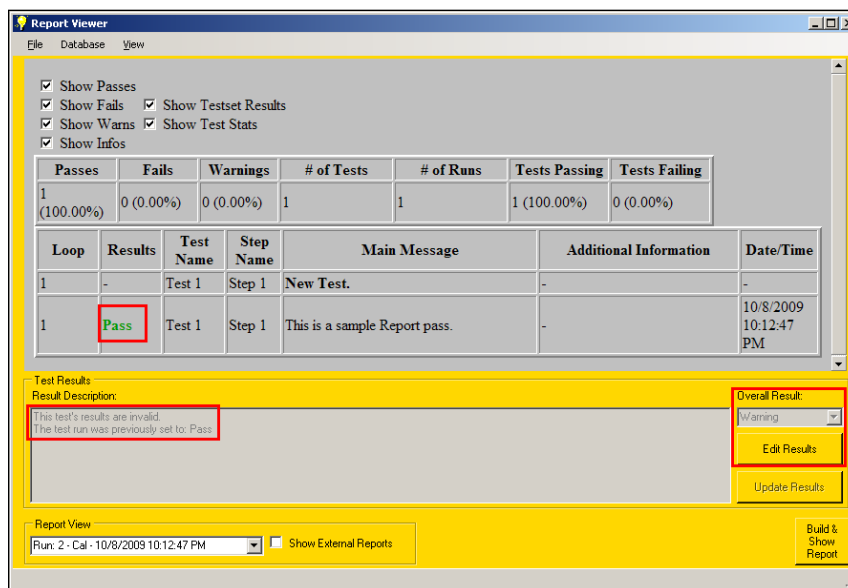 Report Viewer
File Database View
Show Passes
Show Fails Show Testset Results
Show Warns Show Test Stats
Show Infos
Passes Fails Warnings # of Tests # of Runs Tests Passing Tests Failing
1 (100.00%) 0 (0.00%) 0 (0.00%) 1 1 1 (100.00%) 0 (0.00%)
Loop Results Test Name Step Name Main Message Additional Information Date/Time
1 - Test 1 Step 1 New Test. - -
1 Pass Test 1 Step 1 This is a sample Report pass. - 10/8/2009 10:12:47 PM
Test Results
Result Description: Overall Result:
This test's results are invalid.
The test run was previously set to: Pass
Warning
Edit Results
Update Results
Report View
Run: 2 - Cal - 10/8/2009 10:12:47 PM Show External Reports
Build & Show Report